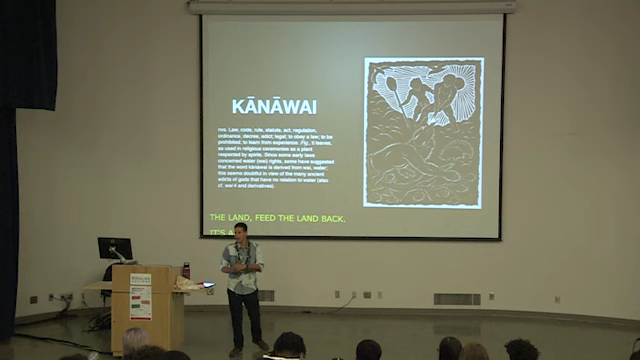 KĀNĀWAI
nvs. Law, code, rule, statute, act, regulation,
ordinance, decree, edict; legal; to obey a law; to be
prohibited; to learn from experience. Fig., ti leaves,
as used in religious ceremonies as a plant
respected by spirits. Since some early laws
concerned water (wai) rights, some have suggested
that the word kānāwai is derived from wai, water:
this seems doubtful in view of the many ancient
edicts of gods that have no relation to water (also
cf. wai 4 and derivatives).
THE LAND, FEED THE LAND BACK.
IT'S A